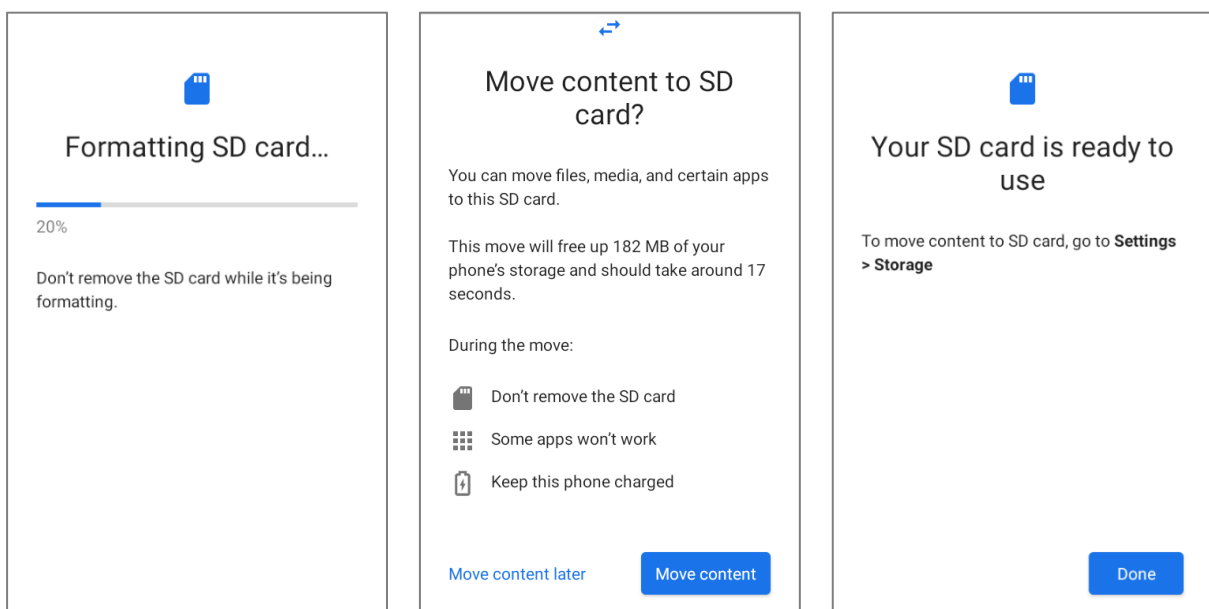 Formatting SD card...
20%
Don't remove the SD card while it's being
formatting.
Move content to SD
card?
You can move files, media, and certain apps
to this SD card.
This move will free up 182 MB of your
phone's storage and should take around 17
seconds.
During the move:
Don't remove the SD card
Some apps won't work
Keep this phone charged
Move content later
Move content
Your SD card is ready to
use
To move content to SD card, go to Settings
> Storage
Done